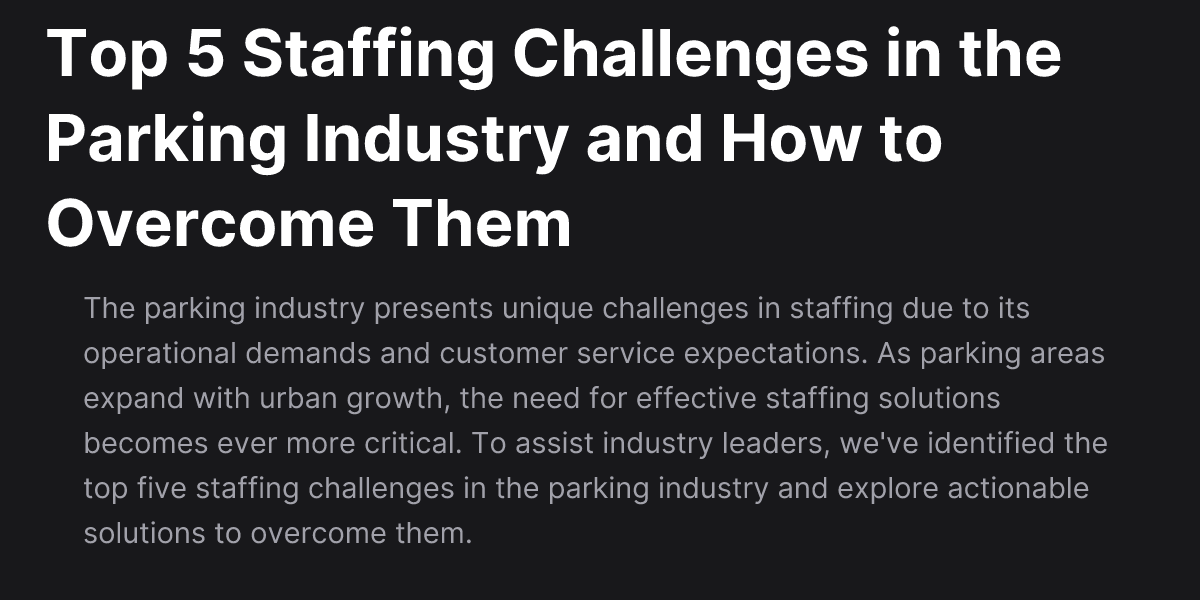 Top 5 Staffing Challenges in the
Parking Industry and How to
Overcome Them
The parking industry presents unique challenges in staffing due to its
operational demands and customer service expectations. As parking areas
expand with urban growth, the need for effective staffing solutions
becomes ever more critical. To assist industry leaders, we've identified the
top five staffing challenges in the parking industry and explore actionable
solutions to overcome them.